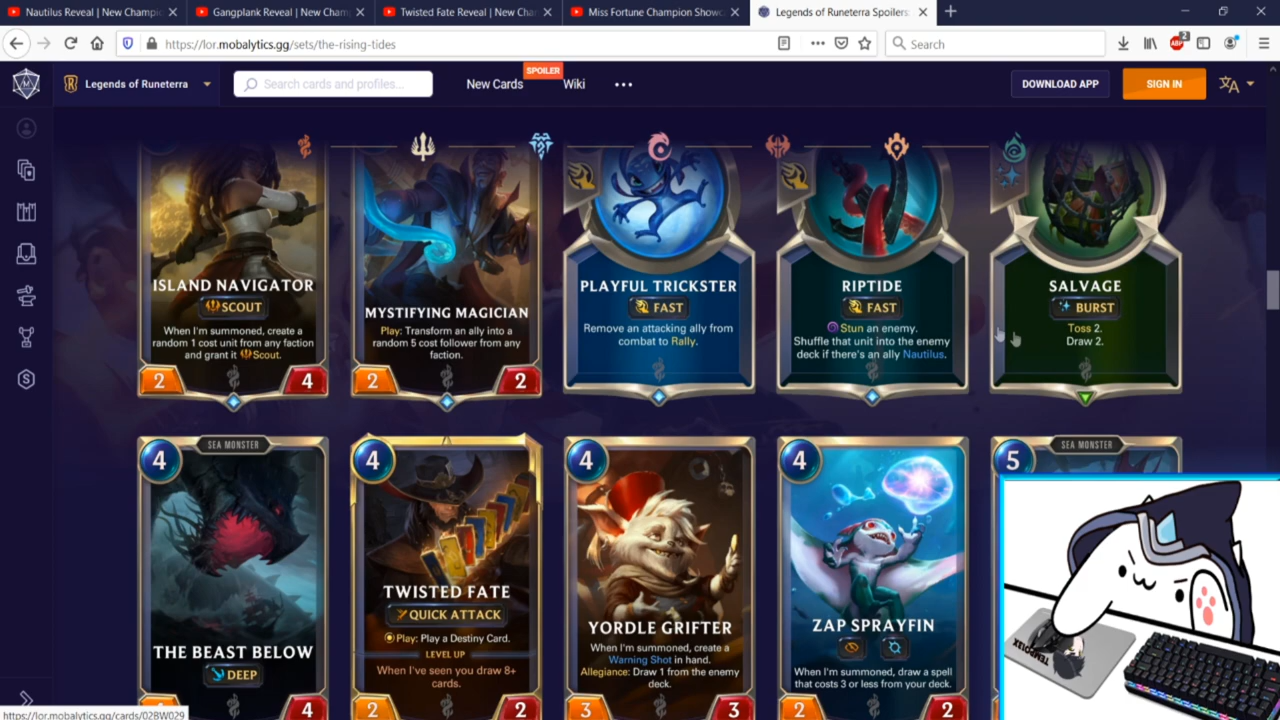 Nautilus Reveal | New Champio
Gangplank Reveal | New Cham
Twisted Fate Reveal | New Cha
Miss Fortune Champion Showc
Legends of Runeterra Spoilers
https://lor.mobalytics.gg/sets/the-rising-tides
Search
ABP
2
Legends of Runeterra
Search cards and profiles...
New Cards
SPOILER
Wiki
DOWNLOAD APP
SIGN IN
ISLAND NAVIGATOR
SCOUT
When I'm summoned, create a
random 1 cost unit from any faction
and grant it Scout.
2
4
MYSTIFYING MAGICIAN
Play: Transform an ally into a
random 5 cost follower from any
faction.
2
2
PLAYFUL TRICKSTER
FAST
Remove an attacking ally from
combat to Rally.
RIPTIDE
FAST
Stun an enemy.
Shuffle that unit into the enemy
deck if there's an ally Nautilus.
SALVAGE
BURST
Toss 2.
Draw 2.
4
SEA MONSTER
THE BEAST BELOW
DEEP
4
4
TWISTED FATE
QUICK ATTACK
Play: Play a Destiny Card.
LEVEL UP
When I've seen you draw 8+
cards.
2
2
4
YORDLE GRIFTER
When I'm summoned, create a
Warning Shot in hand.
Allegiance: Draw 1 from the enemy
deck.
3
3
4
ZAP SPRAYFIN
When I'm summoned, draw a spell
that costs 3 or less from your deck.
2
2
5
SEA MONSTER
TEMPOLEX
https://lor.mobalytics.gg/cards/02BW029